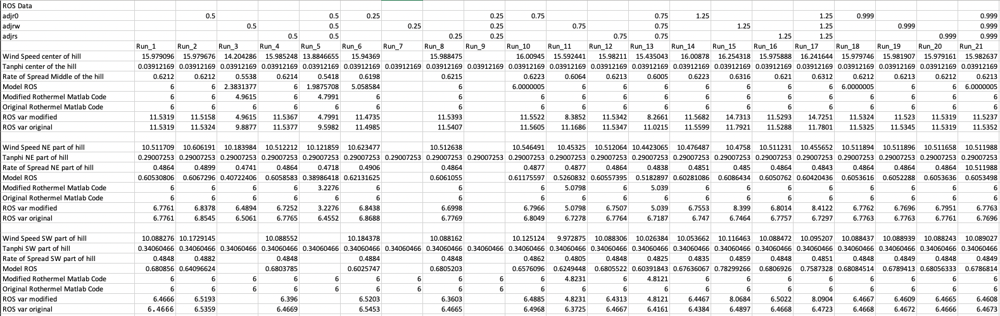 ROS Data
adjr0 0.5 0.5 0.25 0.25 0.75 0.75 1.25 1.25 0.999 0.999
adjrw 0.5 0.5 0.25 0.25 0.75 0.75 1.25 1.25 0.999 0.999
adjrs 0.5 0.5 0.25 0.25 0.75 0.75 1.25 1.25 0.999 0.999
Run_1 Run_2 Run_3 Run_4 Run_5 Run_6 Run_7 Run_8 Run_9 Run_10 Run_11 Run_12 Run_13 Run_14 Run_15 Run_16 Run_17 Run_18 Run_19 Run_20 Run_21
Wind Speed center of hill 15.979096 15.979676 14.204286 15.985248 13.8846655 15.94369 15.988475 16.00945 15.592441 15.98211 15.435043 16.00878 16.254318 15.975888 16.241644 15.979746 15.981907 15.979161 15.982637
Tanphi center of the hill 0.03912169 0.03912169 0.03912169 0.03912169 0.03912169 0.03912169 0.03912169 0.03912169 0.03912169 0.03912169 0.03912169 0.03912169 0.03912169 0.03912169 0.03912169 0.03912169 0.03912169 0.03912169 0.03912169 0.03912169 0.03912169
Rate of Spread Middle of the hill 0.6212 0.6212 0.5538 0.6214 0.5418 0.6198 0.6215 0.6223 0.6064 0.6213 0.6005 0.6223 0.6316 0.621 0.6312 0.6212 0.6213 0.6212 0.6213
Model ROS 6 6 2.3831377 6 1.9875708 5.058584 6 6.0000005 6 6 6 6 6 6 6 6.0000005 6 6 6.0000005
Modified Rothermel Matlab Code 6 6 4.9615 6 4.7991 6 6 6 6 6 6 6 6 6 6 6 6 6 6
Original Rothermel Matlab Code 6 6 6 6 6 6 6 6 6 6 6 6 6 6 6 6 6 6 6
ROS var modified 11.5319 11.5158 4.9615 11.5367 4.7991 11.4735 11.5393 11.5522 8.3852 11.5342 8.2661 11.5682 14.7313 11.5293 14.7251 11.5324 11.523 11.5319 11.5237
ROS var original 11.5319 11.5324 9.8877 11.5377 9.5982 11.4985 11.5407 11.5605 11.1686 11.5347 11.0215 11.5599 11.7921 11.5288 11.7801 11.5325 11.5345 11.5319 11.5352
Wind Speed NE part of hill 10.511709 10.606191 10.183984 10.512212 10.121859 10.623477 10.512638 10.546491 10.45325 10.512064 10.4423065 10.476487 10.4758 10.511231 10.455652 10.511894 10.511896 10.511658 10.511988
Tanphi NE part of hill 0.29007253 0.29007253 0.29007253 0.29007253 0.29007253 0.29007253 0.29007253 0.29007253 0.29007253 0.29007253 0.29007253 0.29007253 0.29007253 0.29007253 0.29007253 0.29007253 0.29007253 0.29007253 0.29007253 0.29007253 0.29007253
Rate of Spread NE part of hill 0.4864 0.4899 0.4741 0.4864 0.4718 0.4906 0.4864 0.4877 0.4877 0.4864 0.4838 0.4851 0.485 0.4864 0.4843 0.4864 0.4864 0.4864 10.511988
Model ROS 0.60530806 0.6067296 0.40722406 0.6058583 0.38986418 0.62131625 0.6061055 0.61175597 0.5260832 0.60557395 0.5182897 0.60281086 0.6086434 0.6050762 0.60420436 0.6053616 0.6052288 0.6053636 0.6053498
Modified Rothermel Matlab Code 6 6 6 6 3.2276 6 6 6 5.0798 6 5.039 6 6 6 6 6 6 6 6
Original Rothermel Matlab Code 6 6 6 6 6 6 6 6 6 6 6 6 6 6 6 6 6 6 6
ROS var modified 6.7761 6.8378 6.4894 6.7252 3.2276 6.8438 6.6998 6.7966 5.0798 6.7507 5.039 6.7553 8.399 6.8014 8.4122 6.7762 6.7696 6.7951 6.7763
ROS var original 6.7761 6.8545 6.5061 6.7765 6.4552 6.8688 6.7769 6.8049 6.7278 6.7764 6.7187 6.747 6.7464 6.7757 6.7297 6.7763 6.7763 6.7761 6.7696
Wind Speed SW part of hill 10.088276 10.1729145 10.088552 10.184378 10.088162 10.125124 9.972875 10.088306 10.026384 10.053662 10.116463 10.088472 10.095207 10.088437 10.088939 10.088243 10.089027
Tanphi SW part of hill 0.34060466 0.34060466 0.34060466 0.34060466 0.34060466 0.34060466 0.34060466 0.34060466 0.34060466 0.34060466 0.34060466 0.34060466 0.34060466 0.34060466 0.34060466 0.34060466 0.34060466 0.34060466 0.34060466 0.34060466 0.34060466
Rate of Spread SW part of hill 0.4848 0.4882 0.4848 0.4884 0.4848 0.4862 0.4805 0.4848 0.4825 0.4835 0.4859 0.4848 0.4851 0.4848 0.4849 0.4848 0.4849
Model ROS 0.680856 0.64096624 0.6803785 0.6025747 0.6805203 0.6576096 0.6249448 0.6805522 0.60391843 0.67636067 0.78299266 0.6806926 0.7587328 0.68084514 0.6789413 0.68056333 0.6786814
Modified Rothermel Matlab Code 6 6 6 6 6 6 6 6 6 6 4.8231 6 4.8121 6 6 6 6 6 6 6 6
Original Rothermel Matlab Code 6 6 6 6 6 6 6 6 6 6 6 6 6 6 6 6 6 6 6 6 6
ROS var modified 6.4666 6.5193 6.396 6.5203 6.3603 6.4885 4.8231 6.4313 4.8121 6.4467 8.0684 6.5022 8.0904 6.4667 6.4609 6.4665 6.4608
ROS var original 6.4666 6.5359 6.4669 6.5453 6.4665 6.4968 6.3725 6.4667 6.4161 6.4384 6.4897 6.4668 6.4723 6.4668 6.4672 6.4666 6.4673